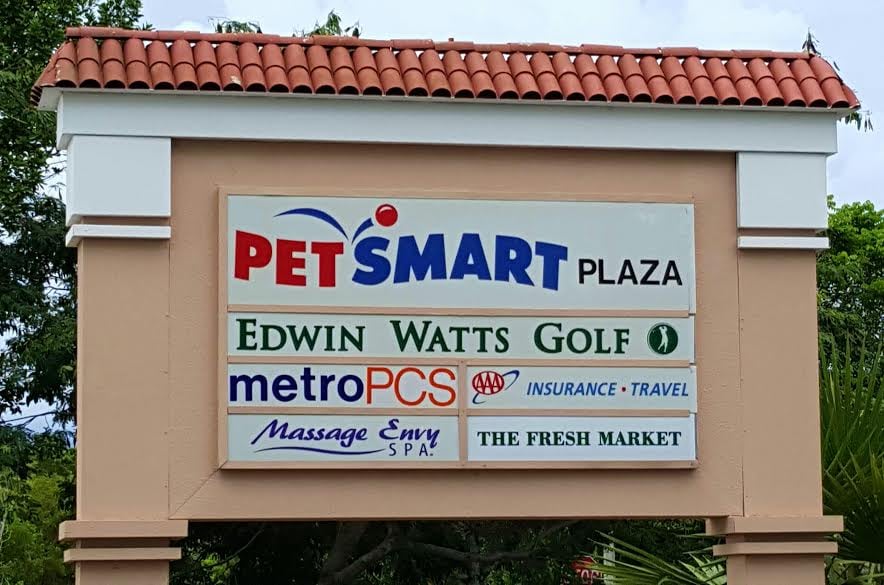 PETSMART PLAZA
EDWIN WATTS GOLF
metroPCS
AAA INSURANCE • TRAVEL
Massage Envy
SPA.
THE FRESH MARKET